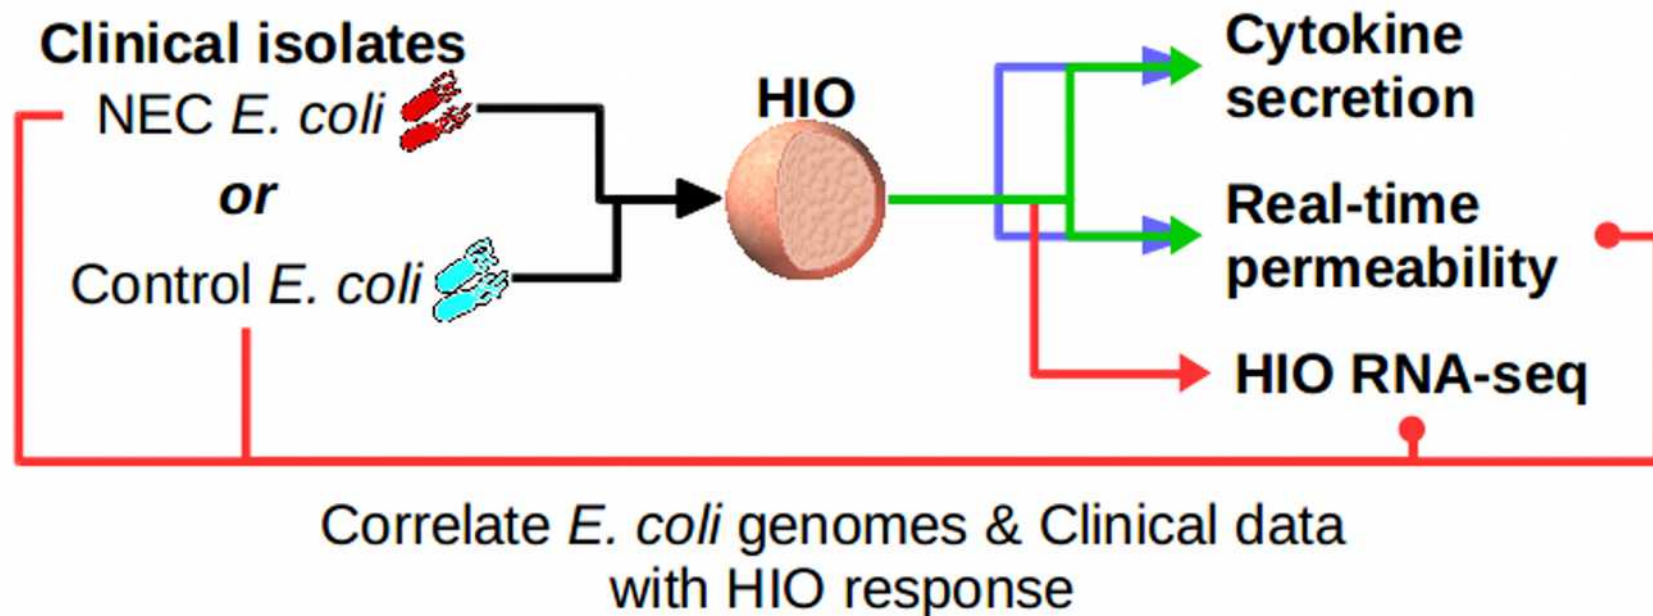 Clinical isolates
NEC E. coli
or
Control E. coli
HIO
Cytokine
secretion
Real-time
permeability
HIO RNA-seq
Correlate E. coli genomes & Clinical data
with HIO response